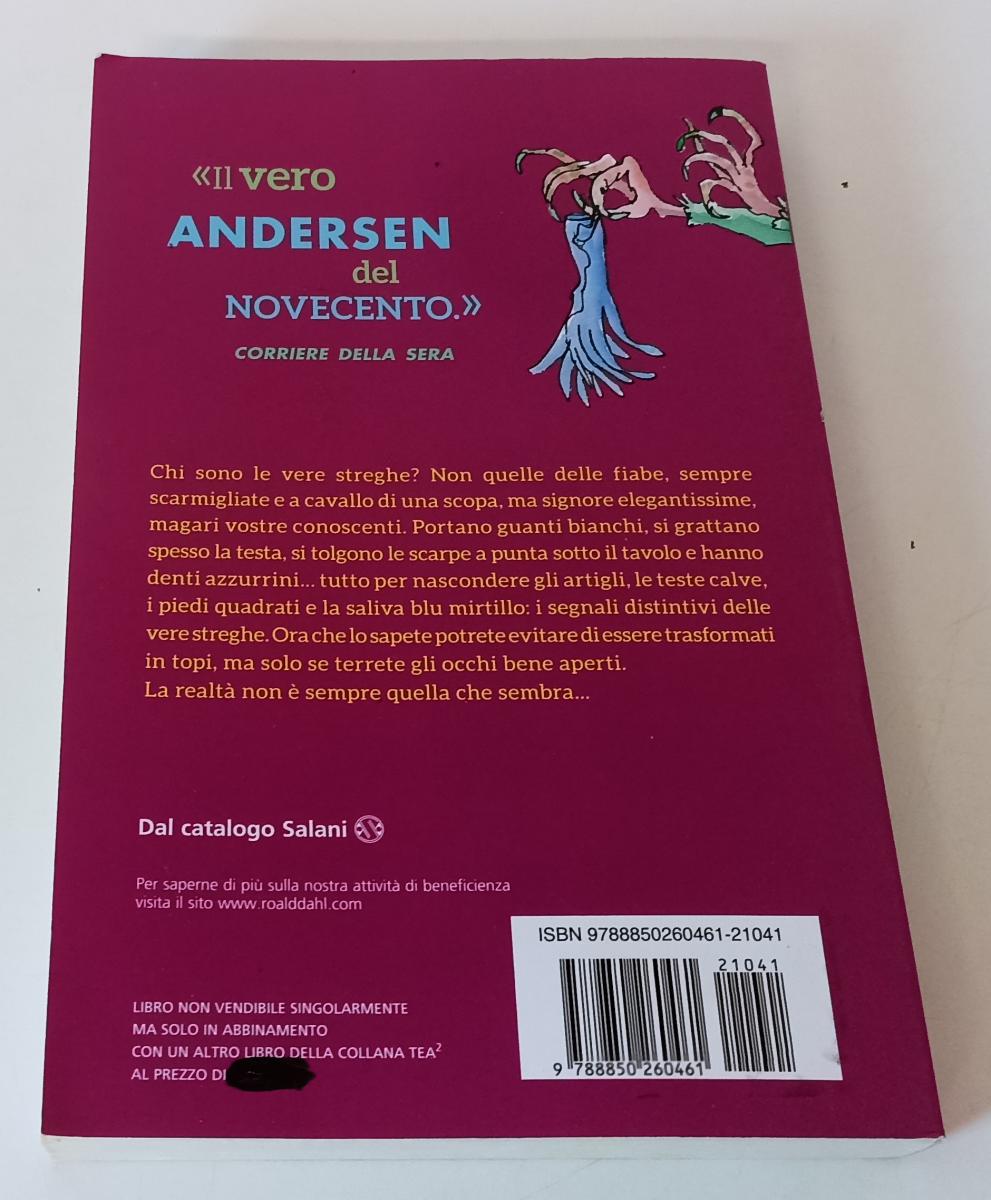 «Il vero
ANDERSEN
del
NOVECENTO.»
CORRIERE DELLA SERA
Chi sono le vere streghe? Non quelle delle fiabe, sempre
scarmigliate e a cavallo di una scopa, ma signore elegantissime,
magari vostre conoscenti. Portano guanti bianchi, si grattano
spesso la testa, si tolgono le scarpe a punta sotto il tavolo e hanno
denti azzurrini... tutto per nascondere gli artigli, le teste calve,
i piedi quadrati e la saliva blu mirtillo: i segnali distintivi delle
vere streghe. Ora che lo sapete potrete evitare di essere trasformati
in topi, ma solo se terrete gli occhi bene aperti.
La realtà non è sempre quella che sembra...
Dal catalogo Salani
Per saperne di più sulla nostra attività di beneficienza
visita il sito www.roalddahl.com
LIBRO NON VENDIBILE SINGOLARMENTE
MA SOLO IN ABBINAMENTO
CON UN ALTRO LIBRO DELLA COLLANA TEA²
AL PREZZO DI
ISBN 9788850260461-21041
21041
9 788850 260461